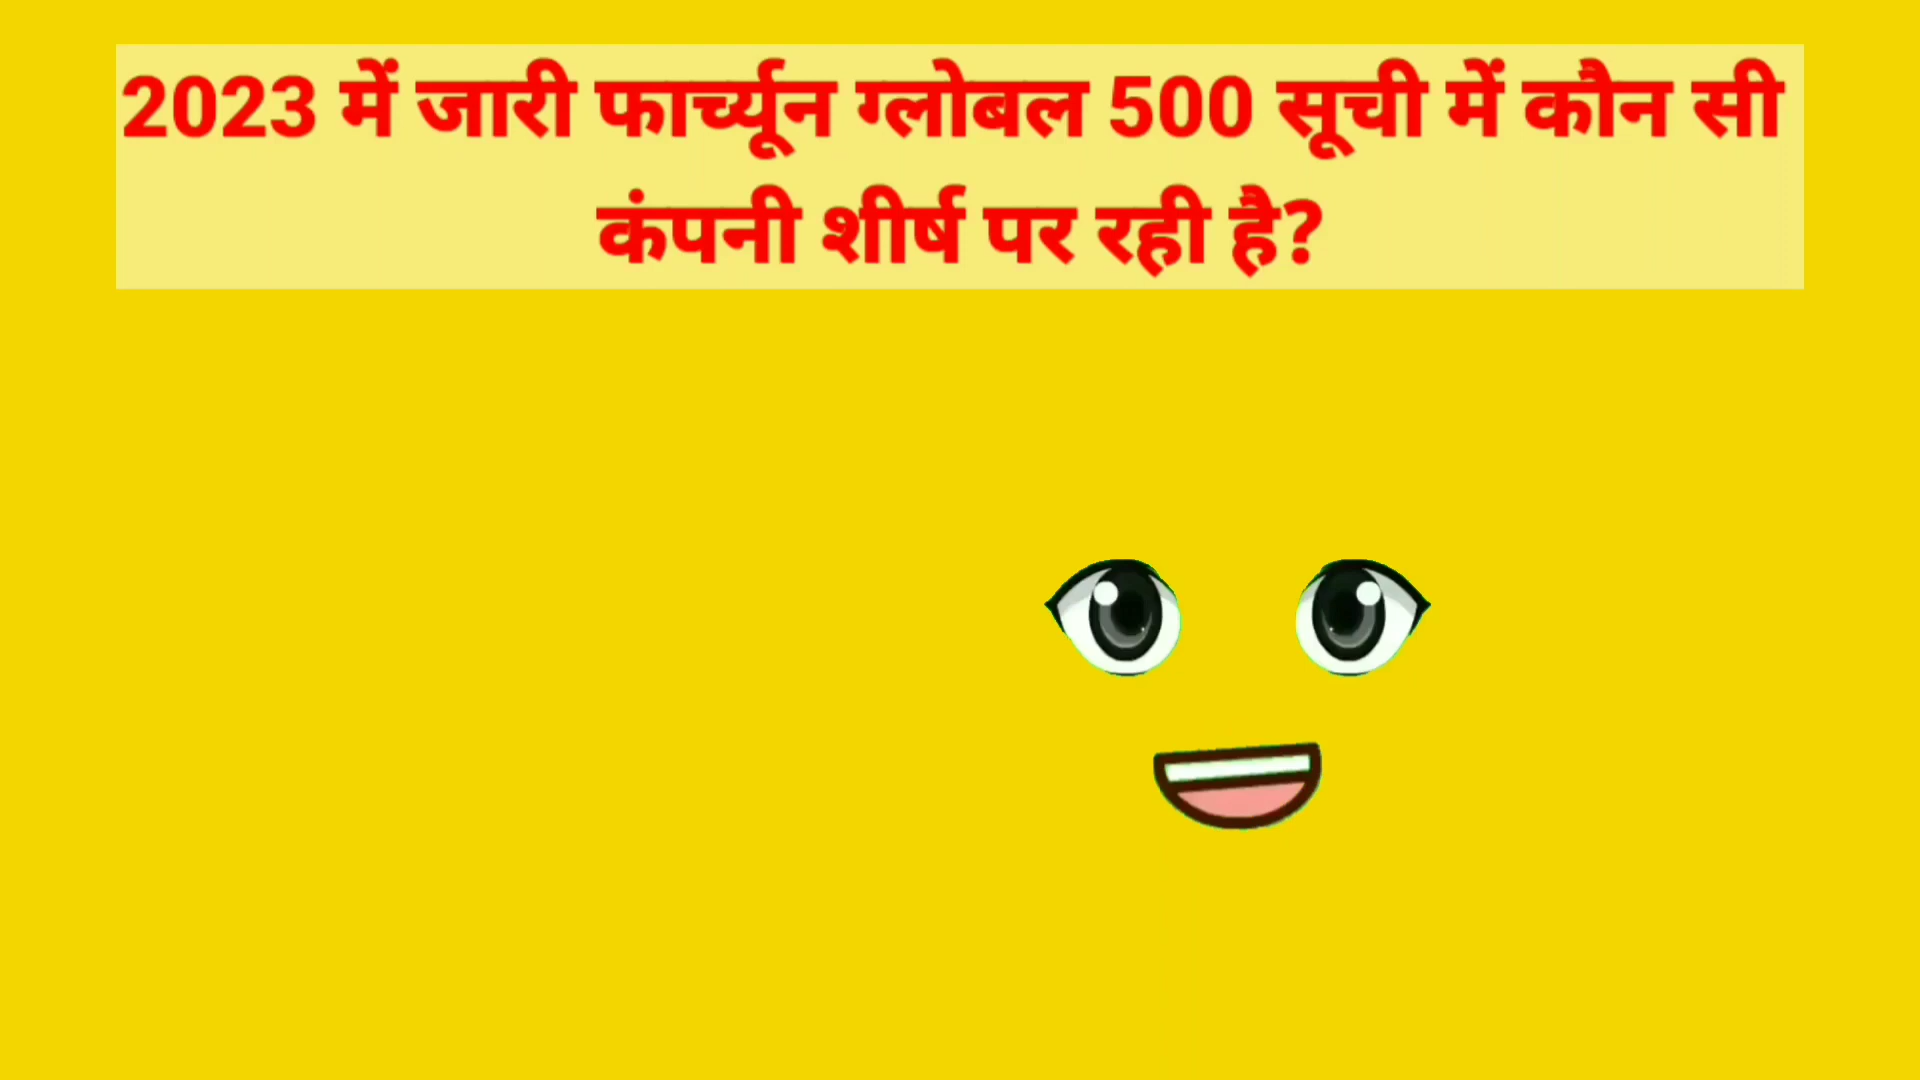 2023 में जारी फार्च्यून ग्लोबल 500 सूची में कौन सी
कंपनी शीर्ष पर रही है?